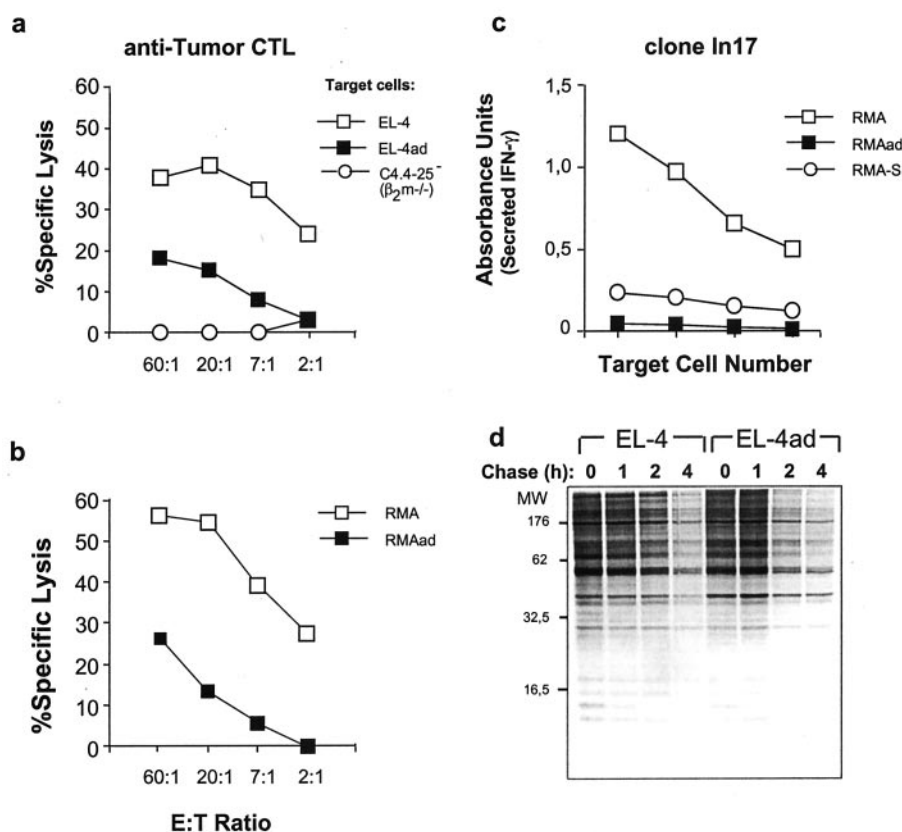 a
anti-Tumor CTL
60
50
40
30
20
10
0
%Specific Lysis
60:1 20:1 7:1 2:1
Target cells:
EL-4
EL-4ad
C4.4-25-
(β2m-/-)
b
60
50
40
30
20
10
0
%Specific Lysis
60:1 20:1 7:1 2:1
E:T Ratio
RMA
RMAad
c
clone In17
1,5
1,0
0,5
0
Absorbance Units
(Secreted IFN-γ)
Target Cell Number
RMA
RMAad
RMA-S
d
EL-4 EL-4ad
Chase (h): 0 1 2 4 0 1 2 4
MW
176
62
32,5
16,5